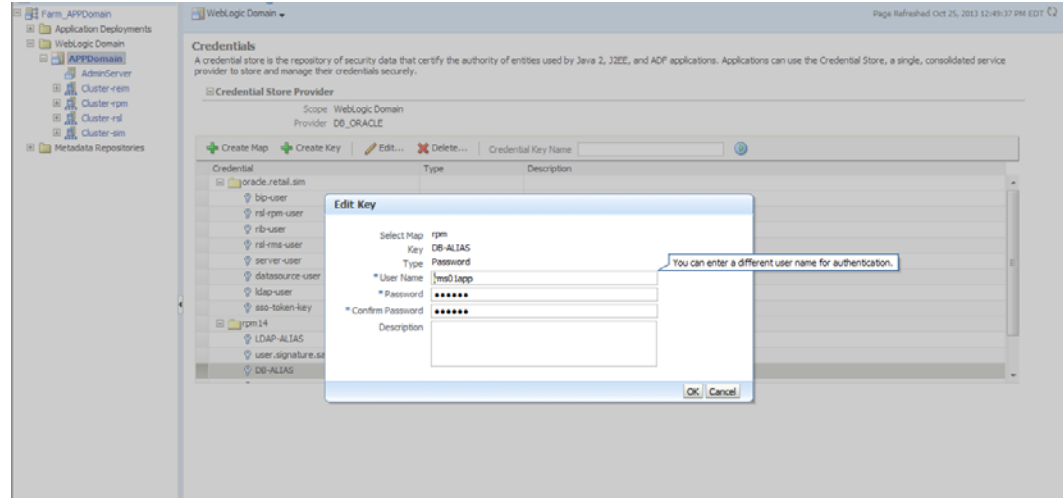 Farm_APPDomain
Application Deployments
WebLogic Domain
APPDomain
AdminServer
Cluster-reim
Cluster-rpm
Cluster-rsl
Cluster-sim
Metadata Repositories
WebLogic Domain
Page Refreshed Oct 25, 2013 12:49:37 PM EDT
Credentials
A credential store is the repository of security data that certify the authority of entities used by Java 2, J2EE, and ADF applications. Applications can use the Credential Store, a single, consolidated service
provider to store and manage their credentials securely.
Credential Store Provider
Scope WebLogic Domain
Provider DB_ORACLE
Create Map Create Key Edit... Delete... Credential Key Name
Credential Type Description
oracle.retail.sim
bip-user
rsl-rpm-user
rib-user
rsl-rms-user
server-user
datasource-user
ldap-user
sso-token-key
rpm14
LDAP-ALIAS
user.signature.sa
DB-ALIAS
Edit Key
Select Map rpm
Key DB-ALIAS
Type Password
* User Name ms01app
* Password ●●●●●●
* Confirm Password ●●●●●●
Description
You can enter a different user name for authentication.
OK Cancel